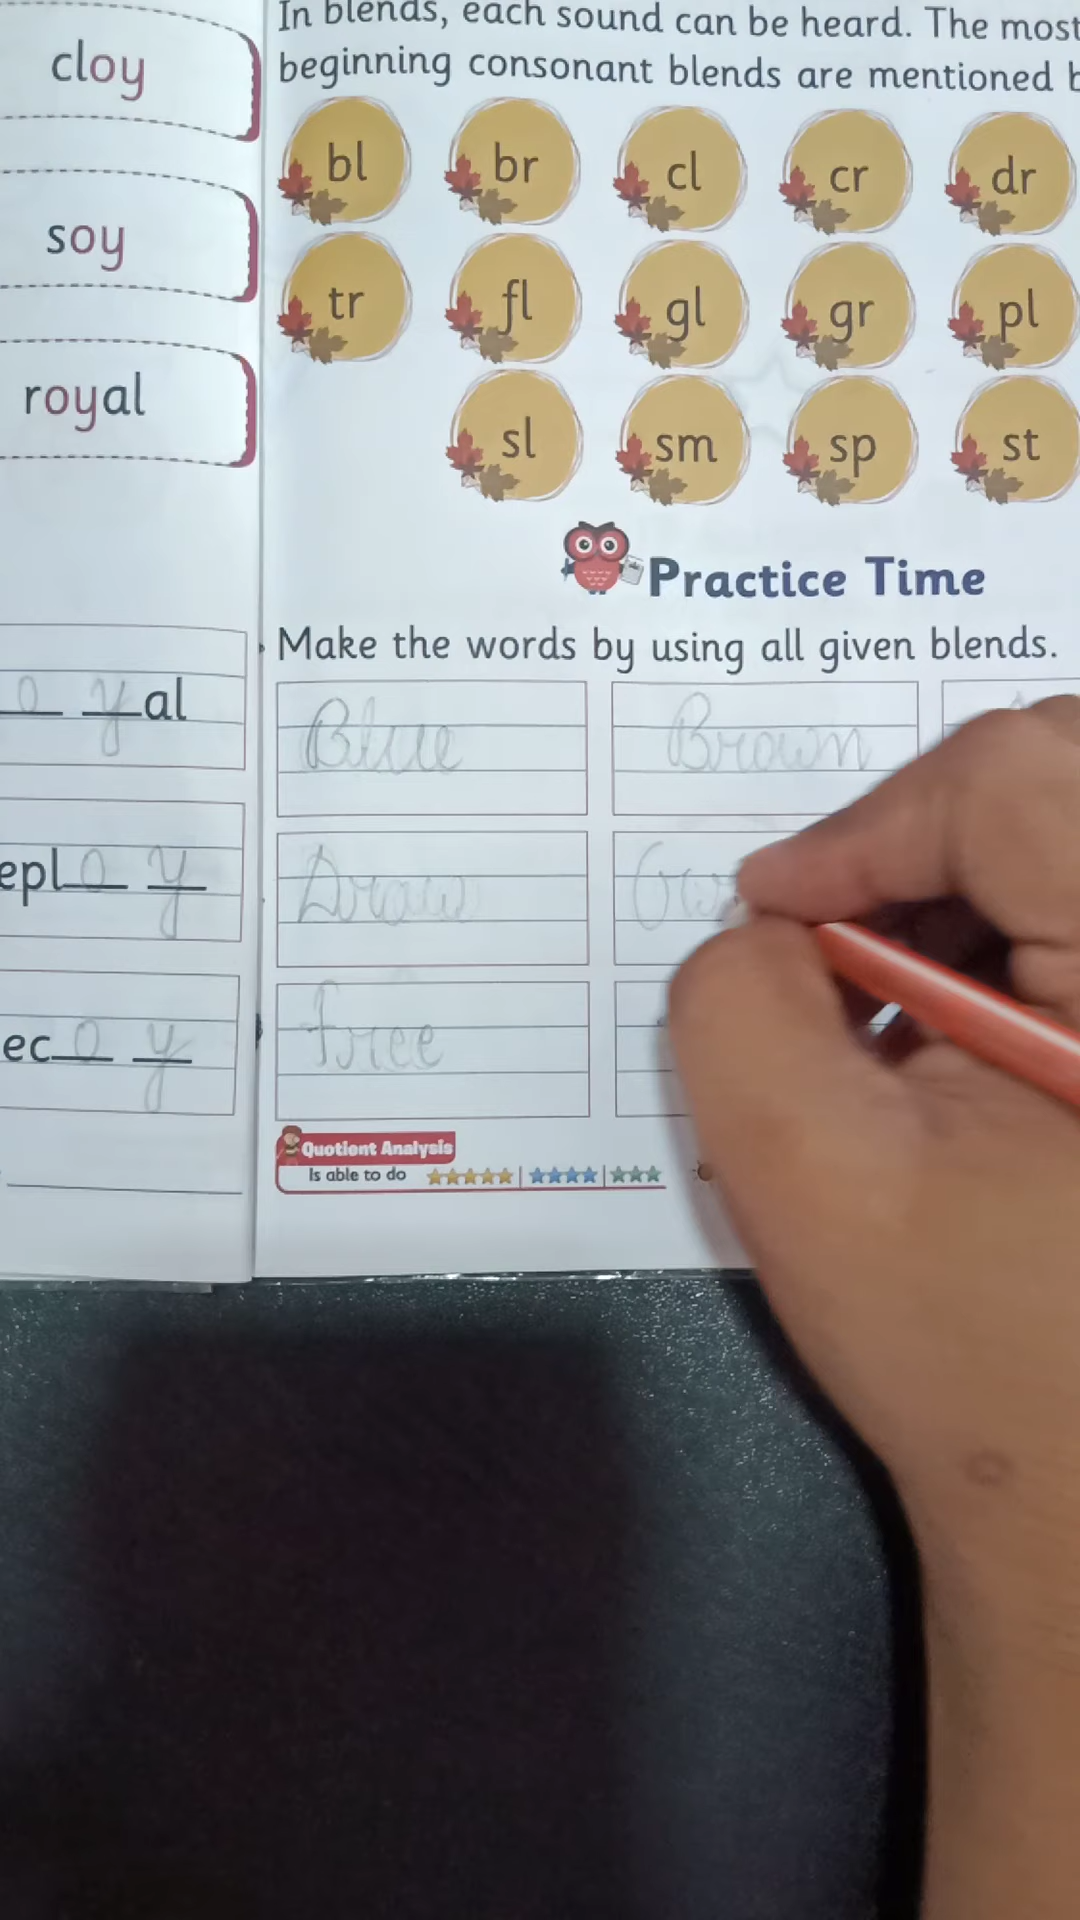 cloy
soy
royal
o y al
epl o y
ec o y
In blends, each sound can be heard. The most
beginning consonant blends are mentioned
bl br cl cr dr
tr fl gl gr pl
sl sm sp st
Practice Time
Make the words by using all given blends.
Blue Brown
Draw
free
Quotient Analysis
Is able to do